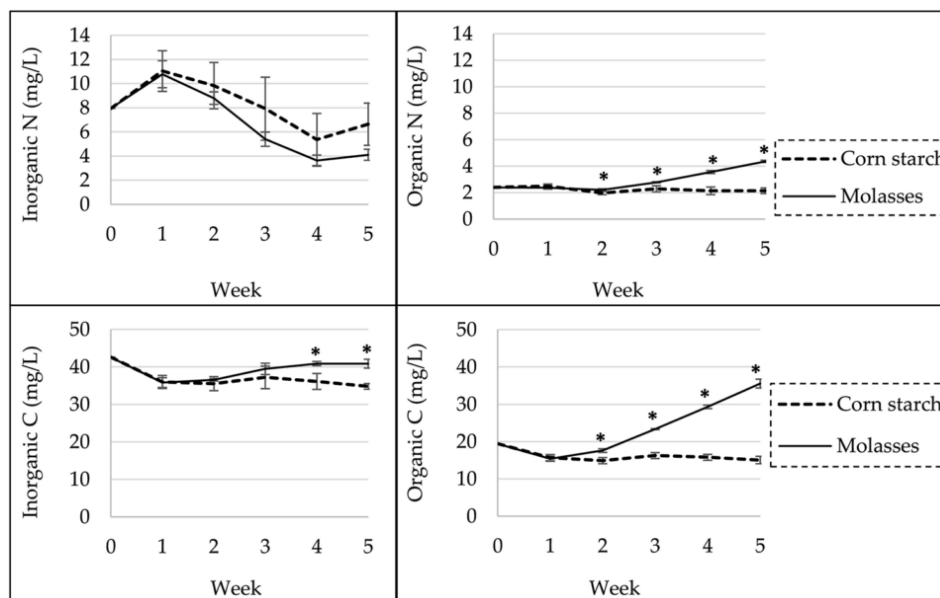 Inorganic N (mg/L)
14
12
10
8
6
4
2
0
0 1 2 3 4 5
Week
Organic N (mg/L)
14
12
10
8
6
4
2
0
* * * *
0 1 2 3 4 5
Week
Corn starch
Molasses
Inorganic C (mg/L)
50
40
30
20
10
0
* *
0 1 2 3 4 5
Week
Organic C (mg/L)
50
40
30
20
10
0
* * * *
0 1 2 3 4 5
Week
Corn starch
Molasses